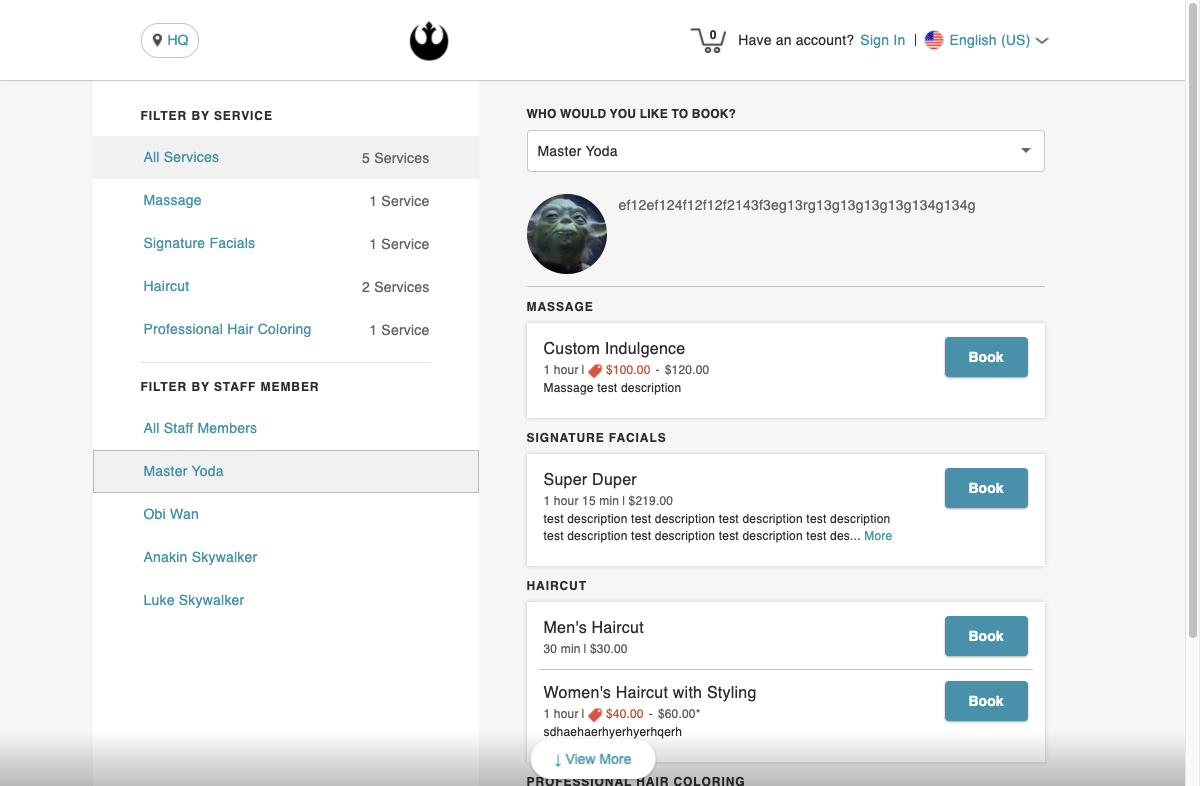 HQ
0
Have an account? Sign In | English (US)
FILTER BY SERVICE
All Services 5 Services
Massage 1 Service
Signature Facials 1 Service
Haircut 2 Services
Professional Hair Coloring 1 Service
FILTER BY STAFF MEMBER
All Staff Members
Master Yoda
Obi Wan
Anakin Skywalker
Luke Skywalker
WHO WOULD YOU LIKE TO BOOK?
Master Yoda
ef12ef124f12f12f2143f3eg13rg13g13g13g13g134g134g
MASSAGE
Custom Indulgence
1 hour | $100.00 - $120.00
Massage test description
Book
SIGNATURE FACIALS
Super Duper
1 hour 15 min | $219.00
test description test description test description test description
test description test description test description test des... More
Book
HAIRCUT
Men's Haircut
30 min | $30.00
Book
Women's Haircut with Styling
1 hour | $40.00 - $60.00*
sdhaehaerhyerhyerhqerh
Book
↓ View More
PROFESSIONAL HAIR COLORING